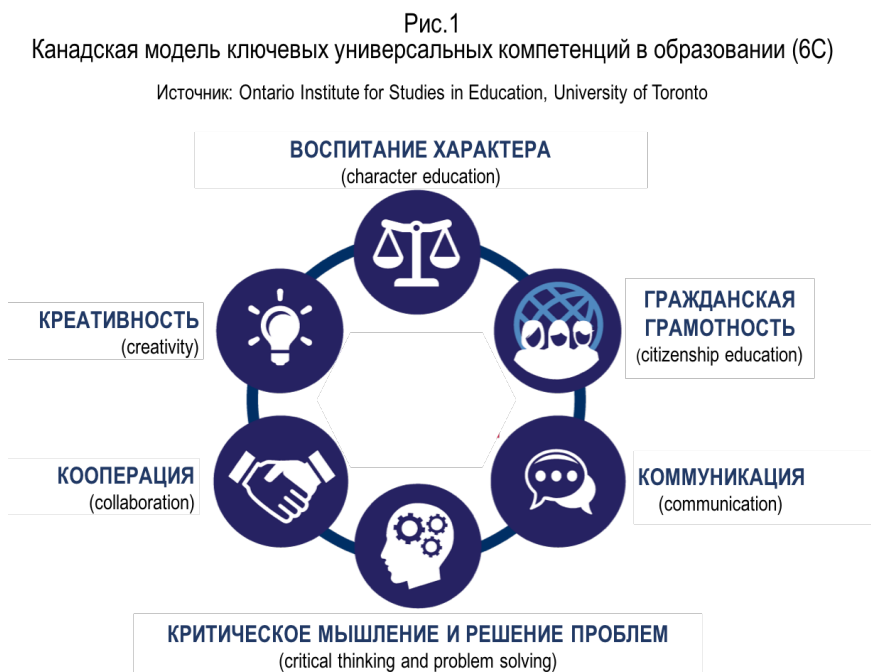 Рис.1
Канадская модель ключевых универсальных компетенций в образовании (6С)
Источник: Ontario Institute for Studies in Education, University of Toronto
ВОСПИТАНИЕ ХАРАКТЕРА
(character education)
ГРАЖДАНСКАЯ
ГРАМОТНОСТЬ
(citizenship education)
КРЕАТИВНОСТЬ
(creativity)
КООПЕРАЦИЯ
(collaboration)
КОММУНИКАЦИЯ
(communication)
КРИТИЧЕСКОЕ МЫШЛЕНИЕ И РЕШЕНИЕ ПРОБЛЕМ
(critical thinking and problem solving)